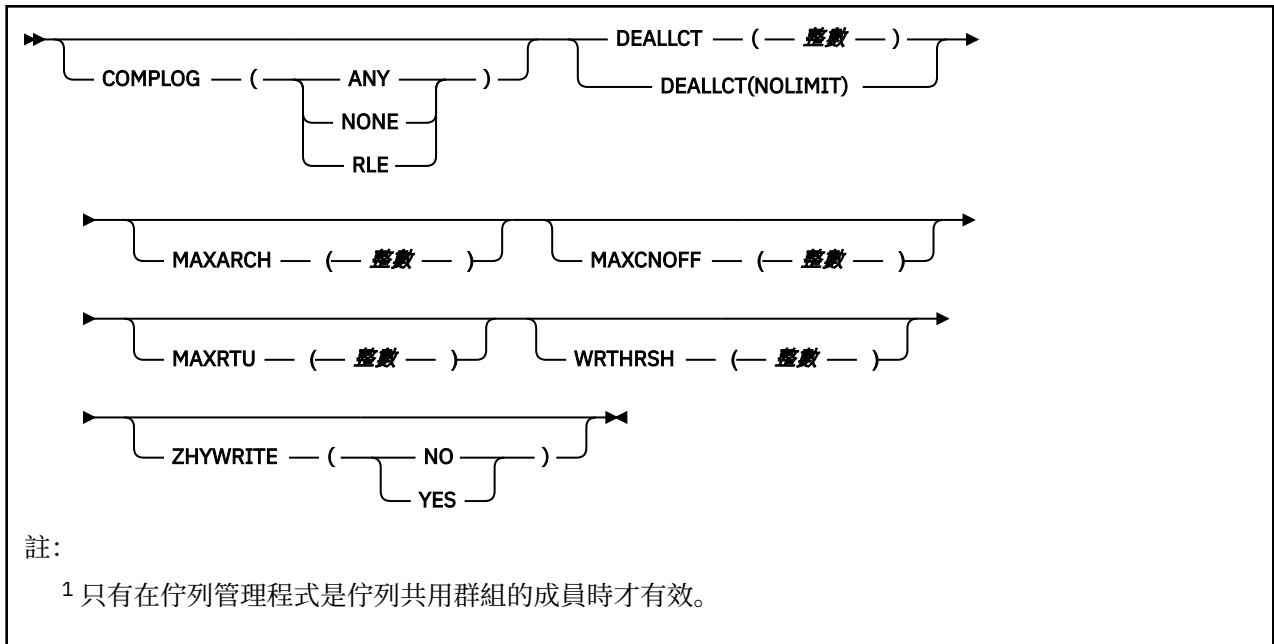 DEALLCT ( 整數 )
COMPLOG ( ANY )
DEALLCT(NOLIMIT)
NONE
RLE
MAXARCH ( 整數 )
MAXCNOFF ( 整數 )
MAXRTU ( 整數 )
WRTHRSH ( 整數 )
ZHYWRITE ( NO )
YES
註:
1 只有在佇列管理程式是佇列共用群組的成員時才有效。